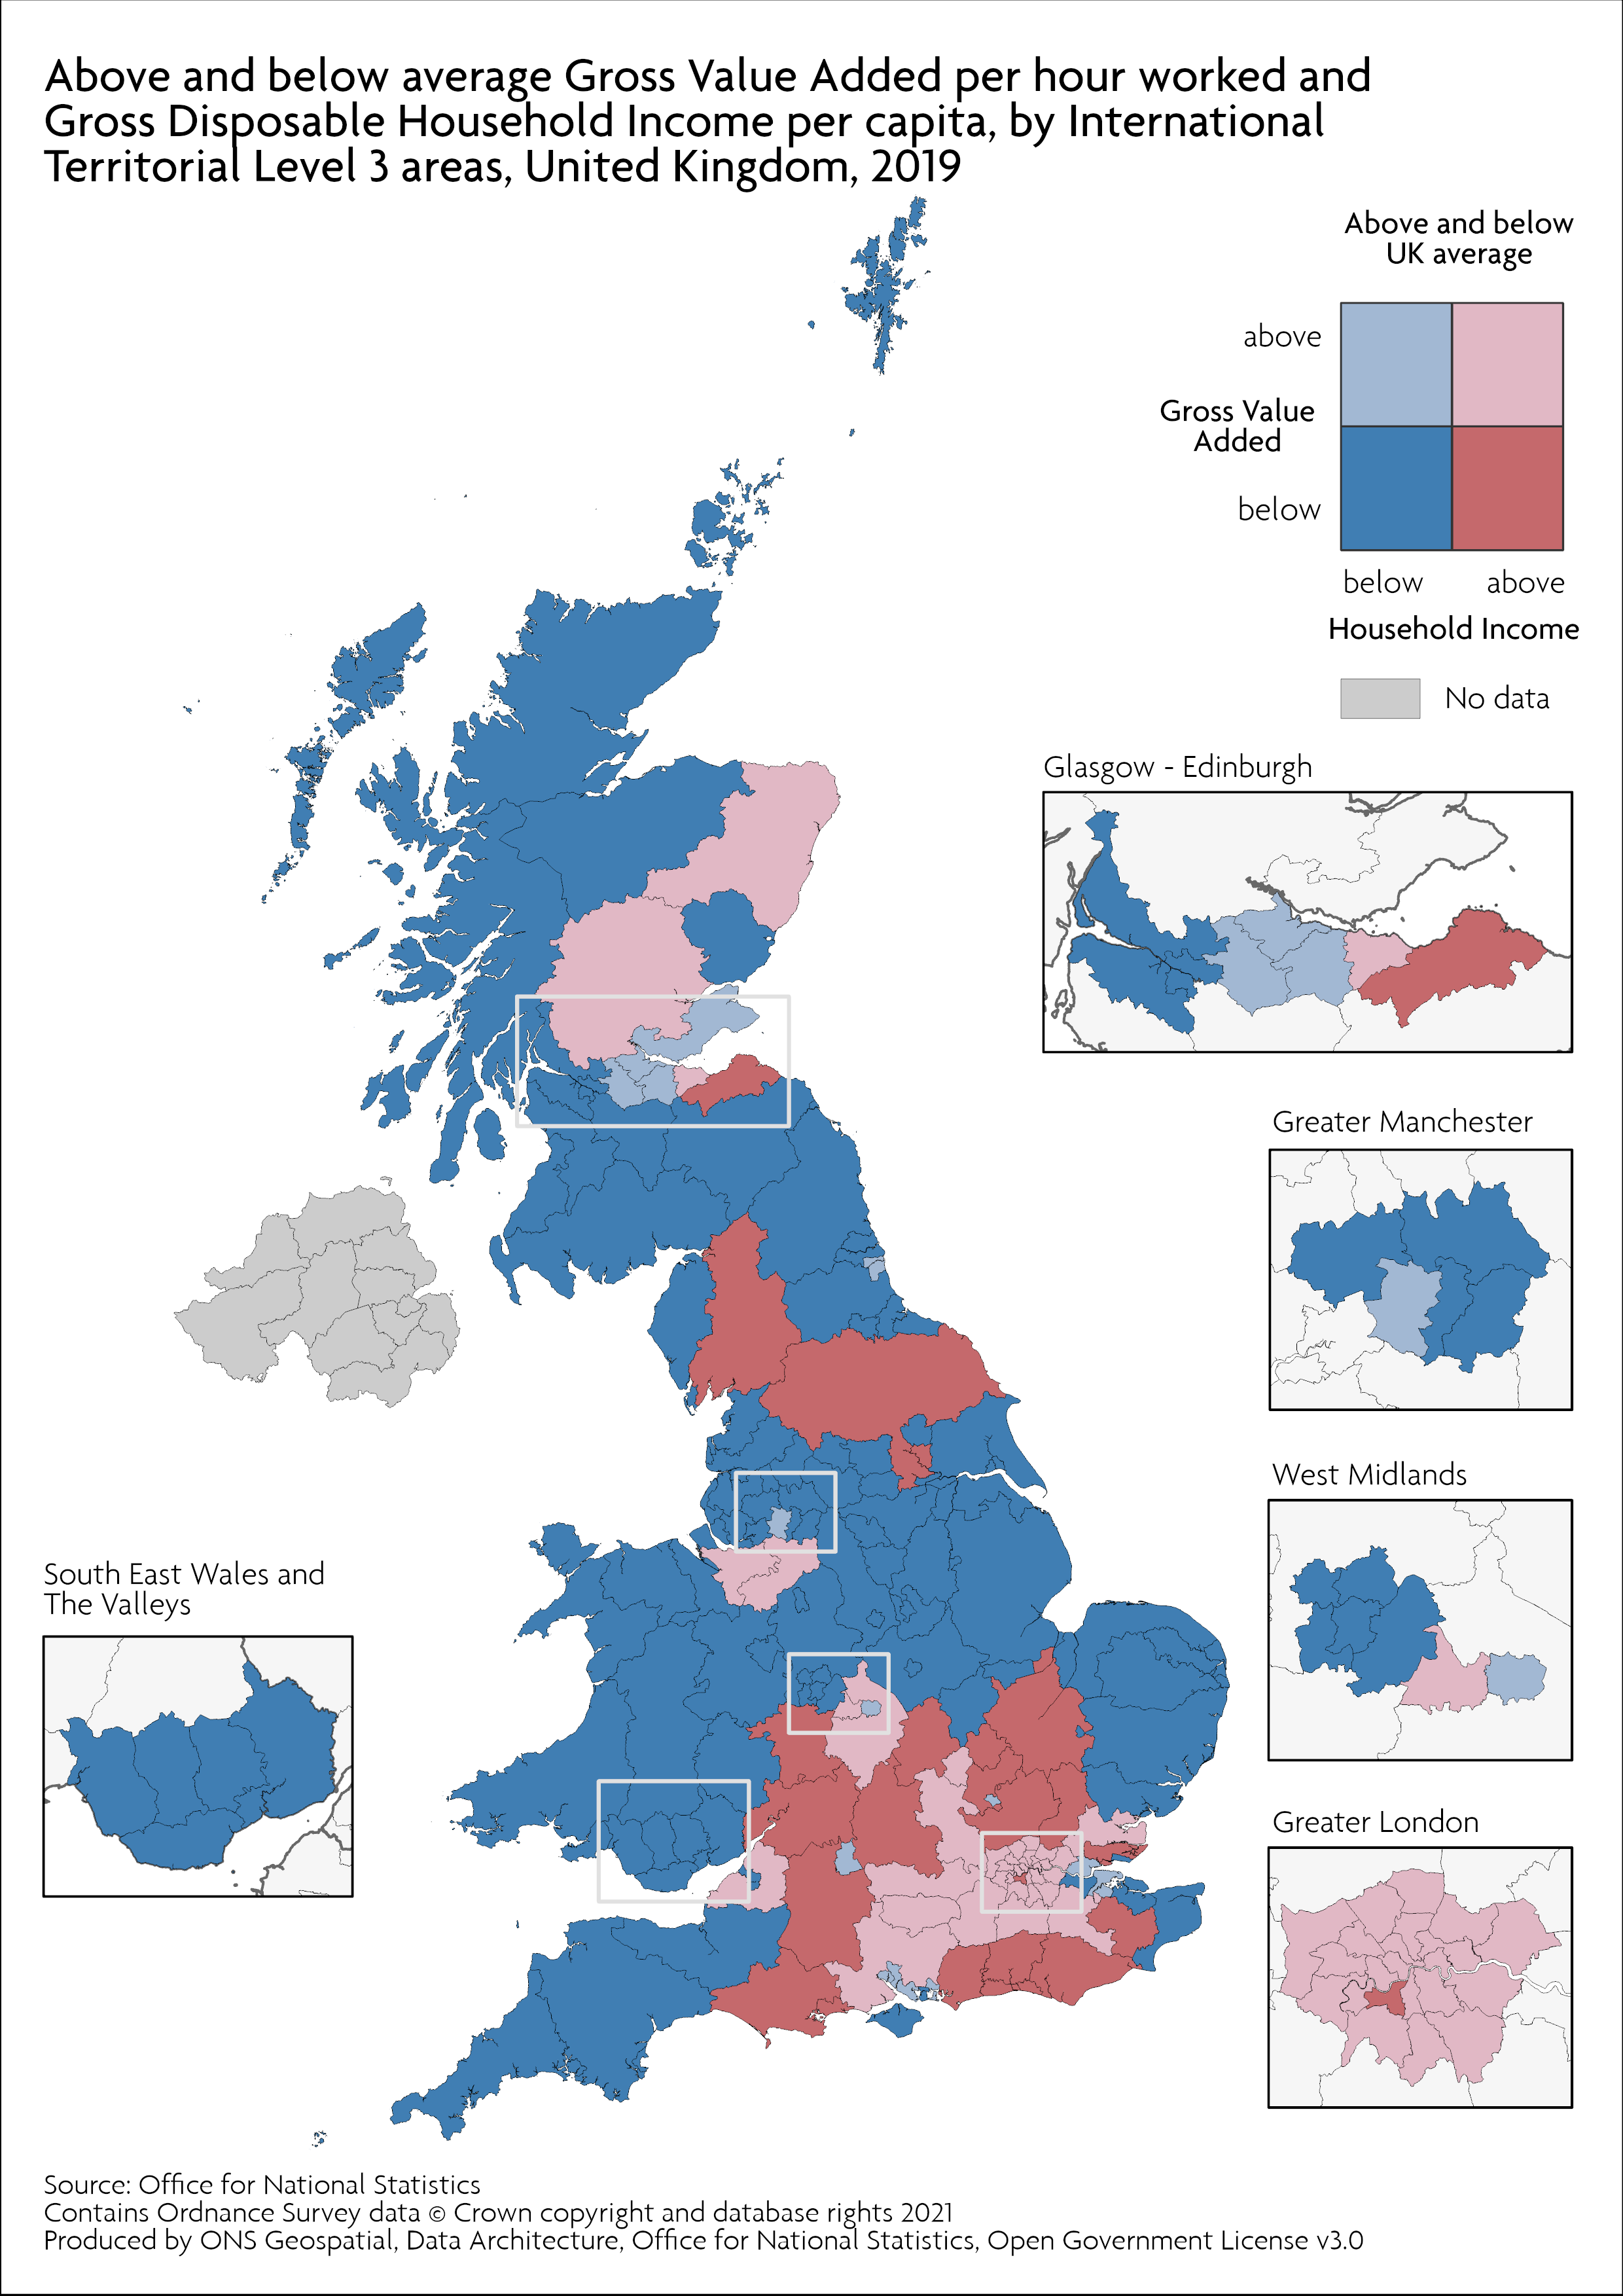 Above and below average Gross Value Added per hour worked and
Gross Disposable Household Income per capita, by International
Territorial Level 3 areas, United Kingdom, 2019
Above and below
UK average
above
Gross Value
Added
below
below above
Household Income
No data
Glasgow - Edinburgh
Greater Manchester
West Midlands
South East Wales and
The Valleys
Greater London
Source: Office for National Statistics
Contains Ordnance Survey data © Crown copyright and database rights 2021
Produced by ONS Geospatial, Data Architecture, Office for National Statistics, Open Government License v3.0